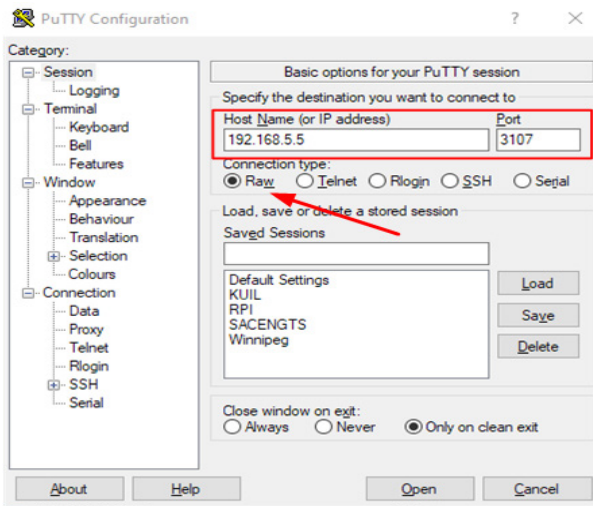 PuTTY Configuration
Category:
Session
Logging
Terminal
Keyboard
Bell
Features
Window
Appearance
Behaviour
Translation
Selection
Colours
Connection
Data
Proxy
Telnet
Rlogin
SSH
Serial
Basic options for your PuTTY session
Specify the destination you want to connect to
Host Name (or IP address) Port
192.168.5.5 3107
Connection type:
Raw Telnet Rlogin SSH Serial
Load, save or delete a stored session
Saved Sessions
Default Settings
KUIL
RPI
SACENGTS
Winnipeg
Load
Save
Delete
Close window on exit:
Always Never Only on clean exit
About Help Open Cancel